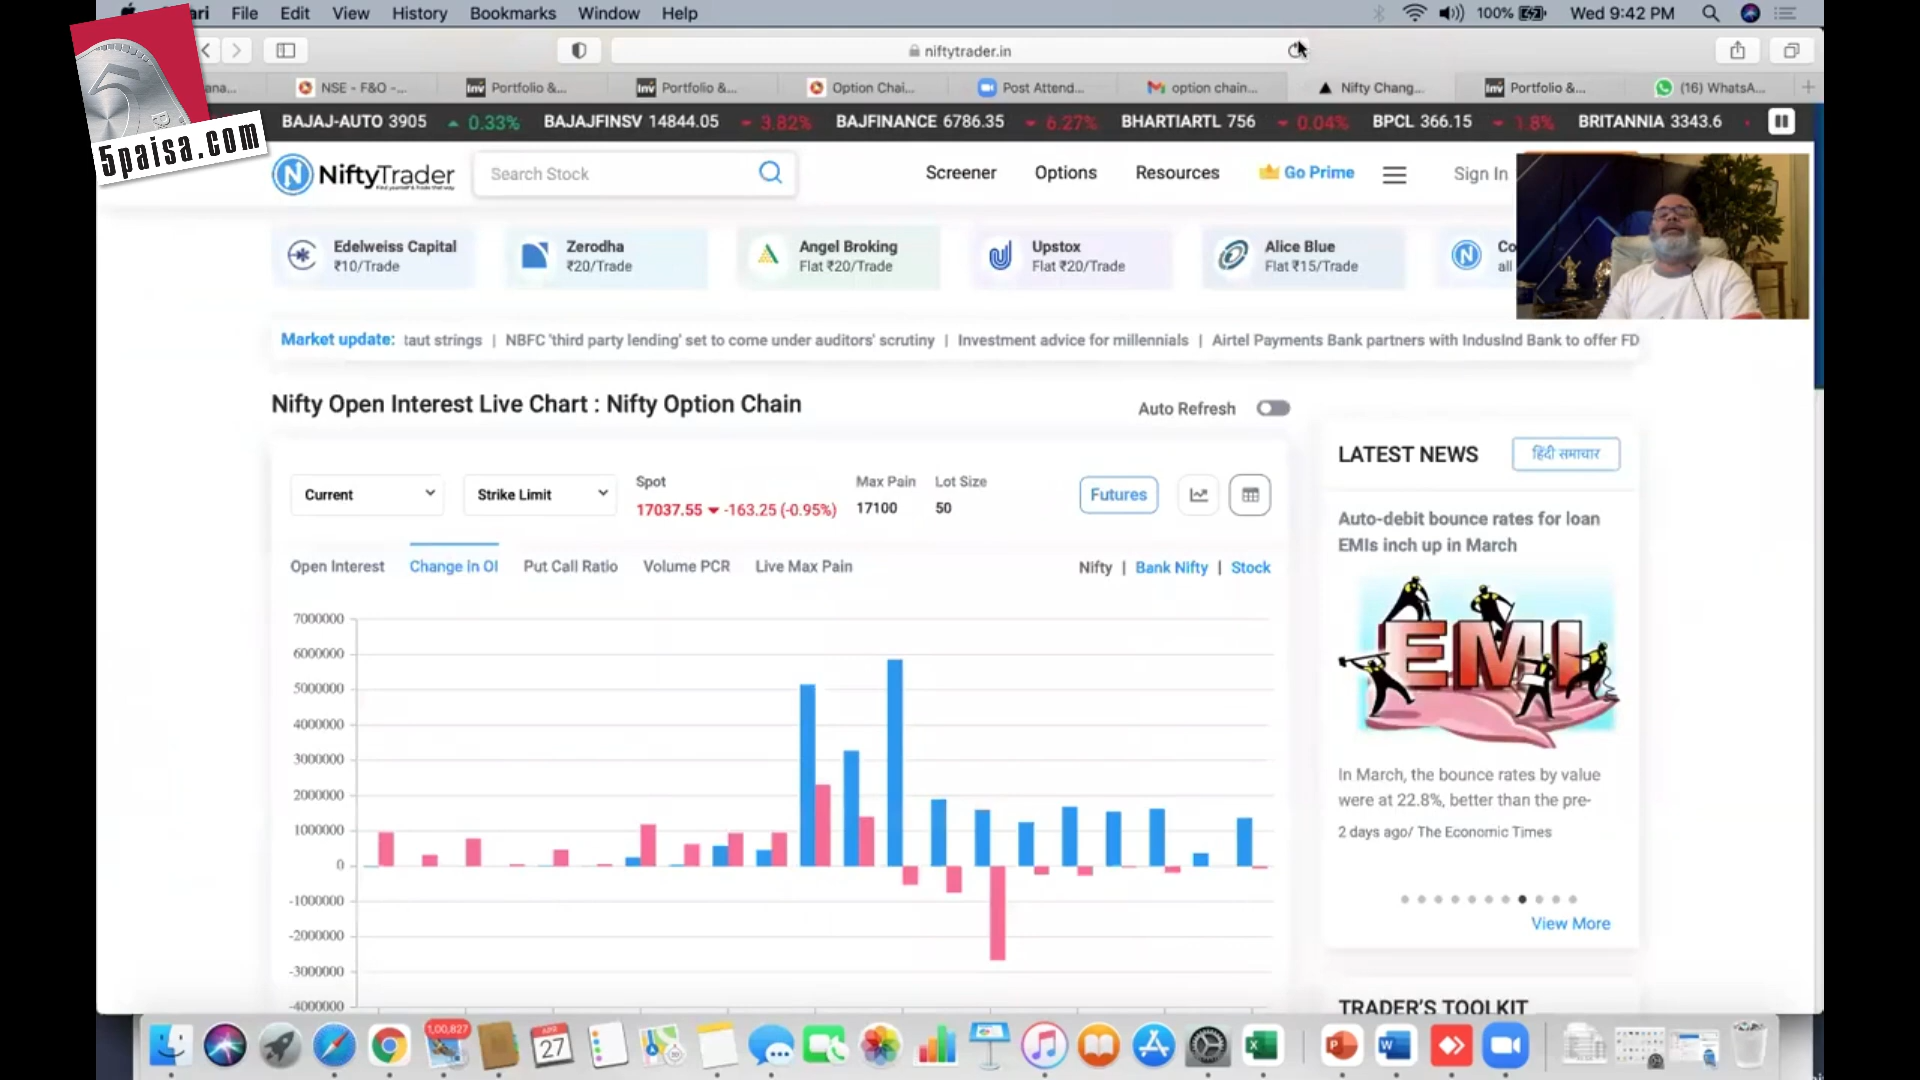 ari File Edit View History Bookmarks Window Help 100% Wed 9:42 PM
niftytrader.in
ana... NSE - F&O -... Portfolio &... Portfolio &... Option Chai... Post Attend... option chain... Nifty Chang... Portfolio &... (16) WhatsA...
5paisa.com
BAJAJ-AUTO 3905 0.33% BAJAJFINSV 14844.05 3.82% BAJFINANCE 6786.35 6.27% BHARTIARTL 756 0.04% BPCL 366.15 1.8% BRITANNIA 3343.6
NiftyTrader Search Stock Screener Options Resources Go Prime Sign In
Edelweiss Capital Zerodha Angel Broking Upstox Alice Blue Co
₹10/Trade ₹20/Trade Flat ₹20/Trade Flat ₹20/Trade Flat ₹15/Trade all
Market update: taut strings | NBFC 'third party lending' set to come under auditors' scrutiny | Investment advice for millennials | Airtel Payments Bank partners with IndusInd Bank to offer FD
Nifty Open Interest Live Chart : Nifty Option Chain
Auto Refresh
Current
Strike Limit
Spot
17037.55 -163.25 (-0.95%)
Max Pain
17100
Lot Size
50
Futures
Open Interest Change In OI Put Call Ratio Volume PCR Live Max Pain
Nifty | Bank Nifty | Stock
7000000
6000000
5000000
4000000
3000000
2000000
1000000
0
-1000000
-2000000
-3000000
-4000000
LATEST NEWS हिंदी समाचार
Auto-debit bounce rates for loan
EMIs inch up in March
EMI
In March, the bounce rates by value
were at 22.8%, better than the pre-
2 days ago/ The Economic Times
View More
TRADER'S TOOLKIT
1,00,827
APR
27